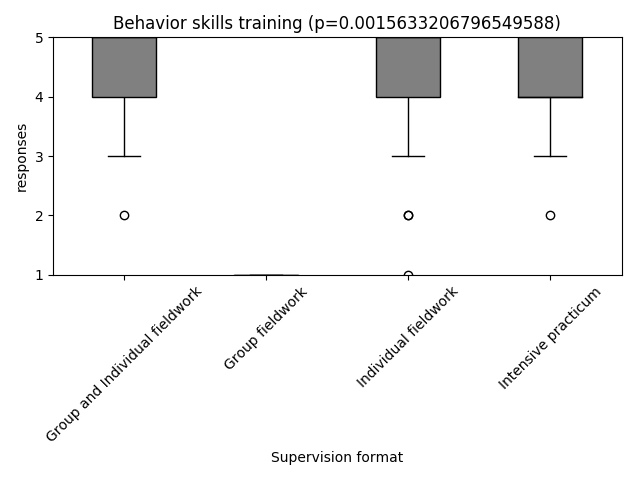 Behavior skills training (p=0.0015633206796549588)
5
4
3
2
1
responses
Group and Individual fieldwork
Group fieldwork
Individual fieldwork
Intensive practicum
Supervision format